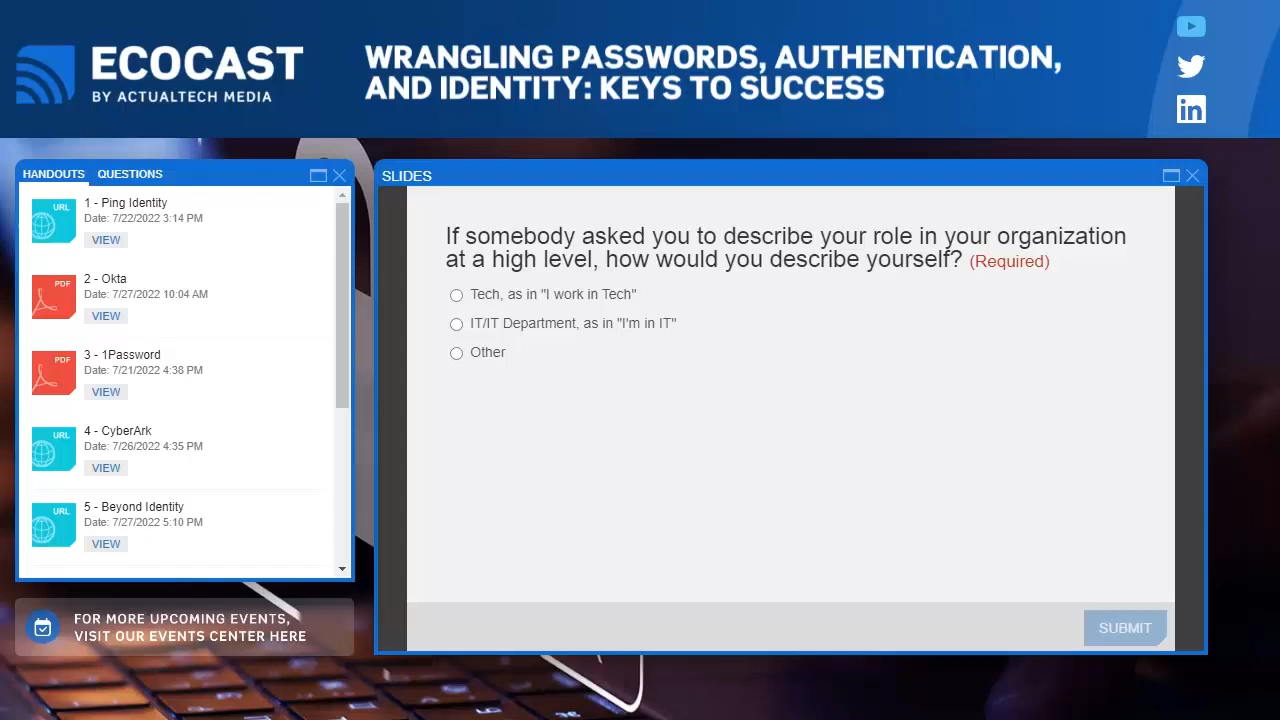 ECOCAST
BY ACTUALTECH MEDIA
WRANGLING PASSWORDS, AUTHENTICATION,
AND IDENTITY: KEYS TO SUCCESS
HANDOUTS QUESTIONS
URL
1 - Ping Identity
Date: 7/22/2022 3:14 PM
VIEW
PDF
2 - Okta
Date: 7/27/2022 10:04 AM
VIEW
PDF
3 - 1Password
Date: 7/21/2022 4:38 PM
VIEW
URL
4 - CyberArk
Date: 7/26/2022 4:35 PM
VIEW
URL
5 - Beyond Identity
Date: 7/27/2022 5:10 PM
VIEW
FOR MORE UPCOMING EVENTS,
VISIT OUR EVENTS CENTER HERE
SLIDES
If somebody asked you to describe your role in your organization
at a high level, how would you describe yourself? (Required)
Tech, as in "I work in Tech"
IT/IT Department, as in "I'm in IT"
Other
SUBMIT
in